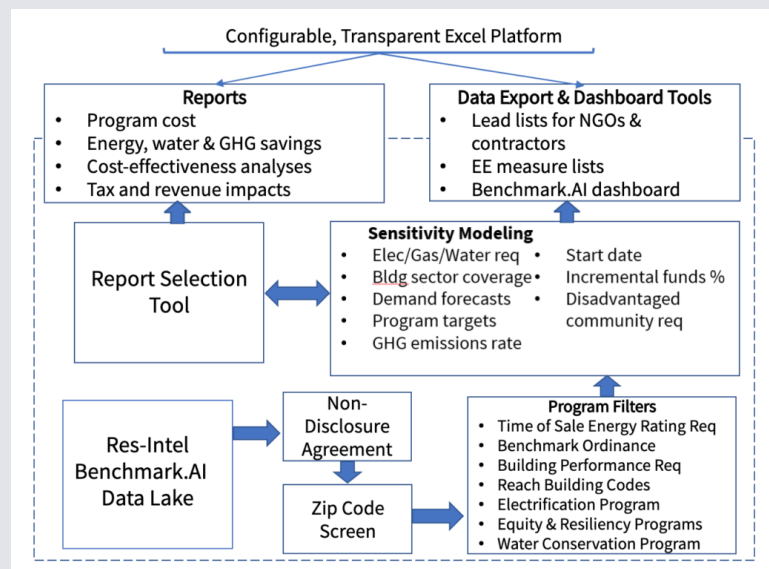 Configurable, Transparent Excel Platform
Reports
• Program cost
• Energy, water & GHG savings
• Cost-effectiveness analyses
• Tax and revenue impacts
Data Export & Dashboard Tools
• Lead lists for NGOs &
contractors
• EE measure lists
• Benchmark.AI dashboard
Report Selection
Tool
Sensitivity Modeling
• Elec/Gas/Water req
• Bldg sector coverage
• Demand forecasts
• Program targets
• GHG emissions rate
• Start date
• Incremental funds %
• Disadvantaged
community req
Res-Intel
Benchmark.AI
Data Lake
Non-
Disclosure
Agreement
Zip Code
Screen
Program Filters
• Time of Sale Energy Rating Req
• Benchmark Ordinance
• Building Performance Req
• Reach Building Codes
• Electrification Program
• Equity & Resiliency Programs
• Water Conservation Program